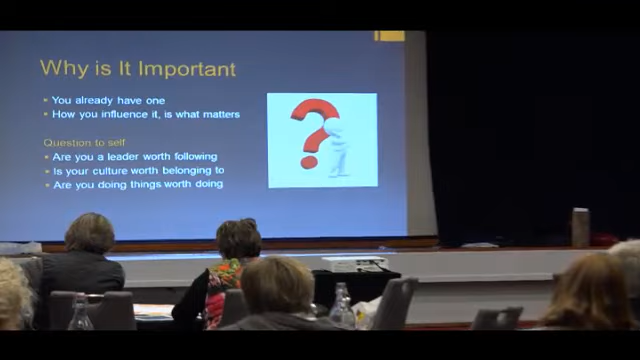 Why is It Important
You already have one
How you influence it, is what matters
Question to self
Are you a leader worth following
Is your culture worth belonging to
Are you doing things worth doing